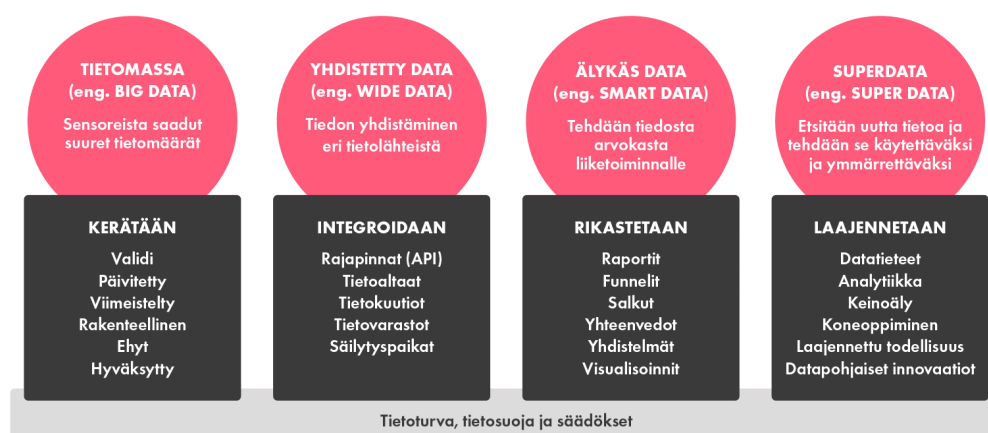 TIETOMASSA
(eng. BIG DATA)
Sensoreista saadut
suuret tietomäärät
YHDISTETTY DATA
(eng. WIDE DATA)
Tiedon yhdistäminen
eri tietolähteistä
ÄLYKÄS DATA
(eng. SMART DATA)
Tehdään tiedosta
arvokasta
liiketoiminnalle
SUPERDATA
(eng. SUPER DATA)
Etsitään uutta tietoa ja
tehdään se käytettäväksi
ja ymmärrettäväksi
KERÄTÄÄN
Validi
Päivitetty
Viimeistelty
Rakenteellinen
Ehyt
Hyväksytty
INTEGROIDAAN
Rajapinnat (API)
Tietoaltaat
Tietokuutiot
Tietovarastot
Säilytyspaikat
RIKASTETAAN
Raportit
Funnelit
Salkut
Yhteenvedot
Yhdistelmät
Visualisoinnit
LAAJENNETAAN
Datatieteet
Analytiikka
Keinoäly
Koneoppiminen
Laajennettu todellisuus
Datapohjaiset innovaatiot
Tietoturva, tietosuoja ja säädökset